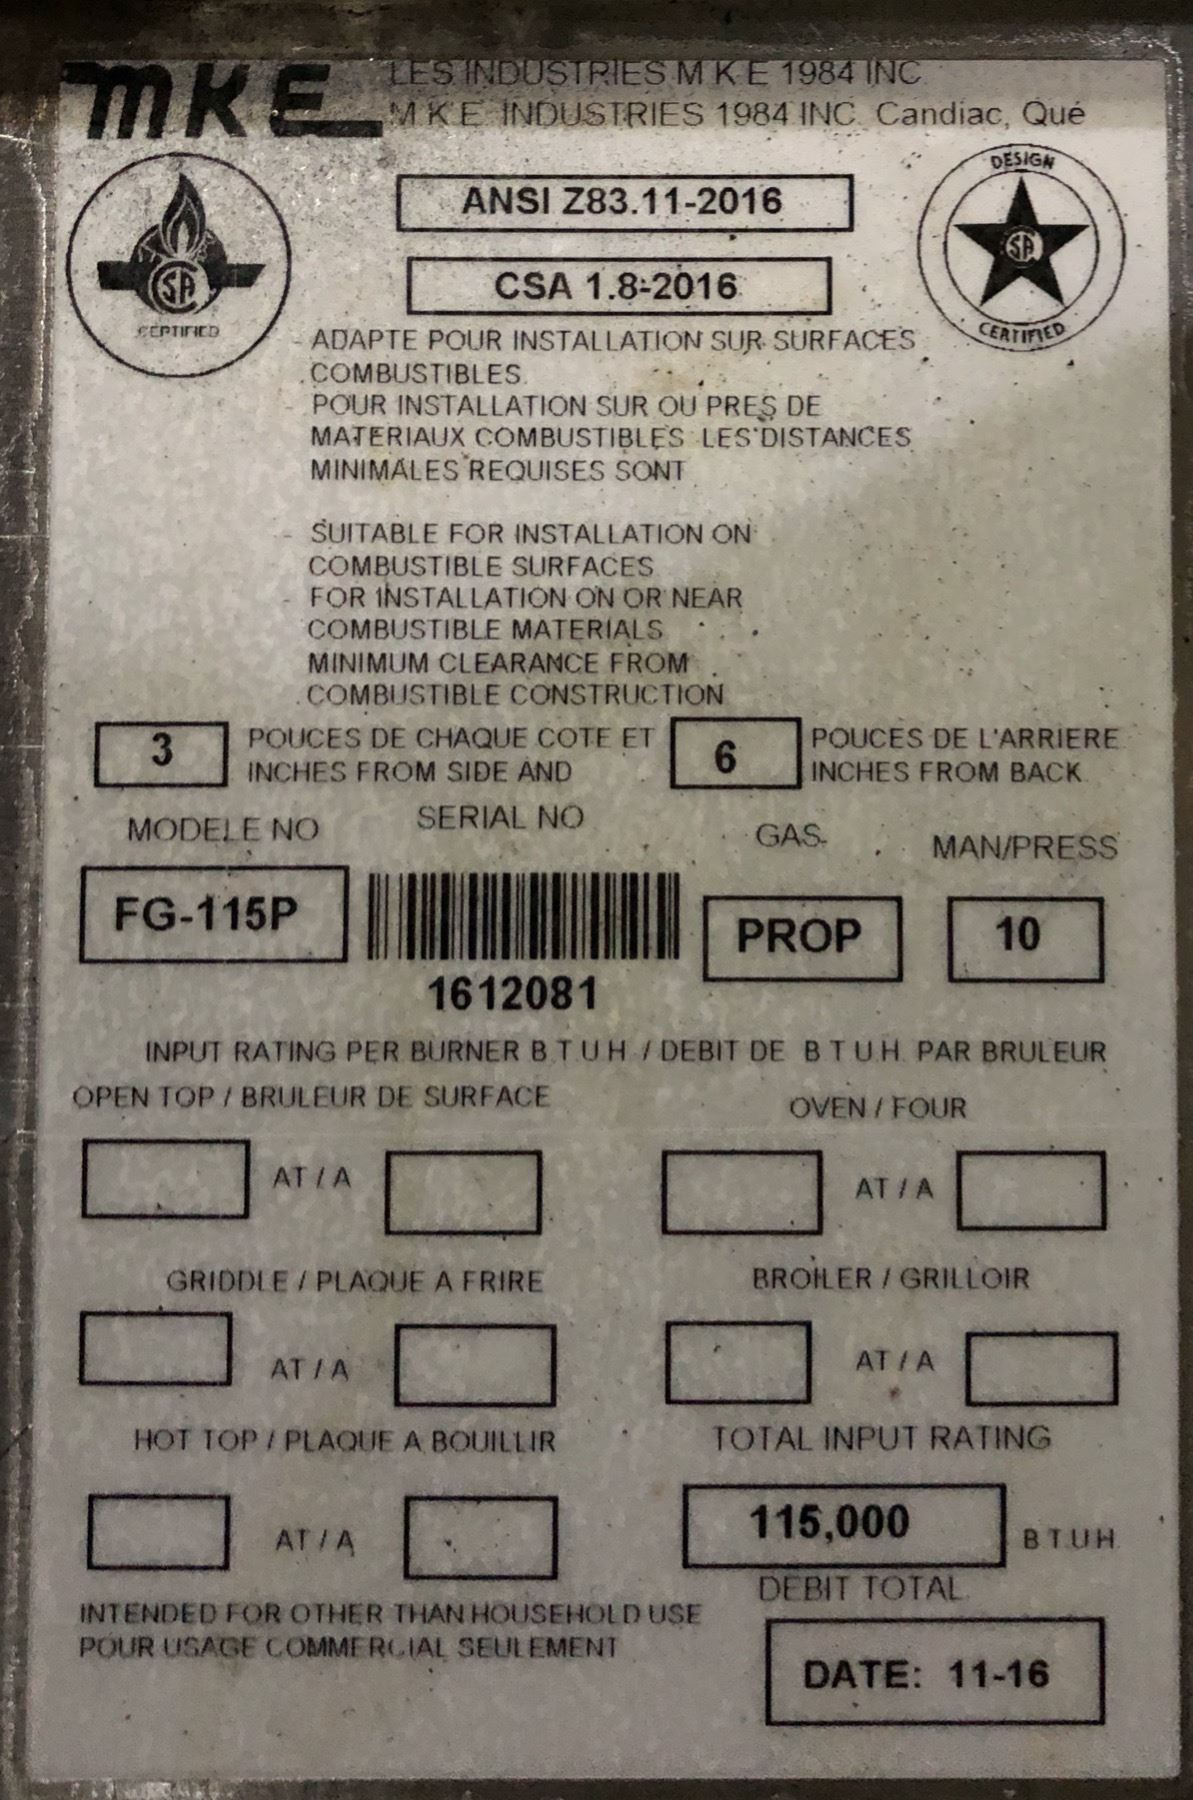 MKE
LES INDUSTRIES M K E 1984 INC
M K E INDUSTRIES 1984 INC. Candiac, Qué
CSA
CERTIFIED
ANSI Z83.11-2016
CSA 1.8-2016
DESIGN
SA
CERTIFIED
- ADAPTE POUR INSTALLATION SUR SURFACES
COMBUSTIBLES.
POUR INSTALLATION SUR OU PRES DE
MATERIAUX COMBUSTIBLES LES DISTANCES
MINIMALES REQUISES SONT
- SUITABLE FOR INSTALLATION ON
COMBUSTIBLE SURFACES
- FOR INSTALLATION ON OR NEAR
COMBUSTIBLE MATERIALS
MINIMUM CLEARANCE FROM
COMBUSTIBLE CONSTRUCTION
3 POUCES DE CHAQUE COTE ET 6 POUCES DE L'ARRIERE
INCHES FROM SIDE AND INCHES FROM BACK
MODELE NO SERIAL NO GAS MAN/PRESS
FG-115P PROP 10
1612081
INPUT RATING PER BURNER B T U H / DEBIT DE B T U H PAR BRULEUR
OPEN TOP / BRULEUR DE SURFACE OVEN / FOUR
AT / A AT / A
GRIDDLE / PLAQUE A FRIRE BROILER / GRILLOIR
AT / A AT / A
HOT TOP / PLAQUE A BOUILLIR TOTAL INPUT RATING
AT / A 115,000 B T U H
DEBIT TOTAL
INTENDED FOR OTHER THAN HOUSEHOLD USE
POUR USAGE COMMERCIAL SEULEMENT
DATE: 11-16